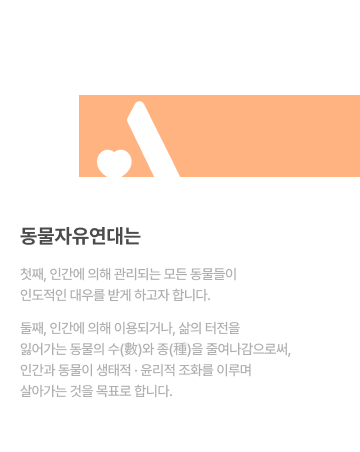 동물자유연대는
첫째, 인간에 의해 관리되는 모든 동물들이
인도적인 대우를 받게 하고자 합니다.
둘째, 인간에 의해 이용되거나, 삶의 터전을
잃어가는 동물의 수(數)와 종(種)을 줄여나감으로써,
인간과 동물이 생태적 · 윤리적 조화를 이루며
살아가는 것을 목표로 합니다.